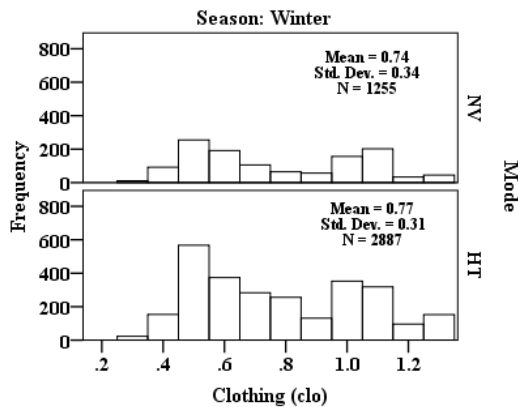 Season: Winter
800
600
400
200
0
Mean = 0.74
Std. Dev. = 0.34
N = 1255
NV
Frequency
Mode
800
600
400
200
0
Mean = 0.77
Std. Dev. = 0.31
N = 2887
HT
.2 .4 .6 .8 1.0 1.2
Clothing (clo)